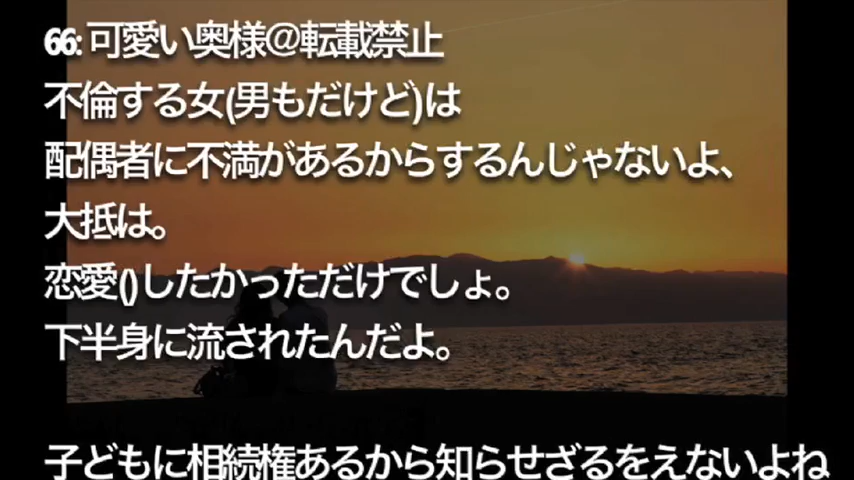 66: 可愛い奥様@転載禁止
不倫する女(男もだけど)は
配偶者に不満があるからするんじゃないよ、
大抵は。
恋愛()したかっただけでしょ。
下半身に流されたんだよ。
子どもに相続権あるから知らせざるをえないよね